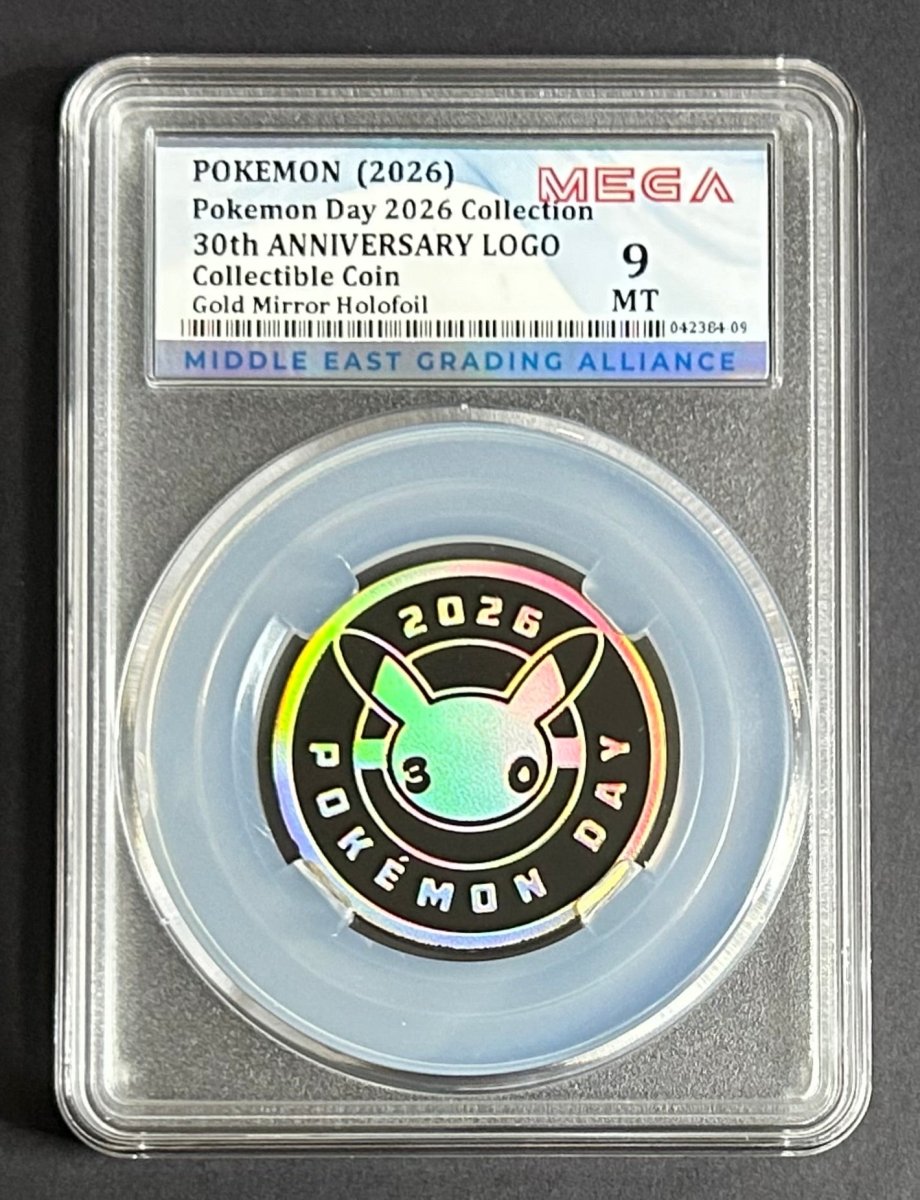 POKEMON (2026)
MEGA
Pokemon Day 2026 Collection
30th ANNIVERSARY LOGO
Collectible Coin
Gold Mirror Holofoil
9
MT
042384-09
MIDDLE EAST GRADING ALLIANCE
2026
30
POKÉMON DAY